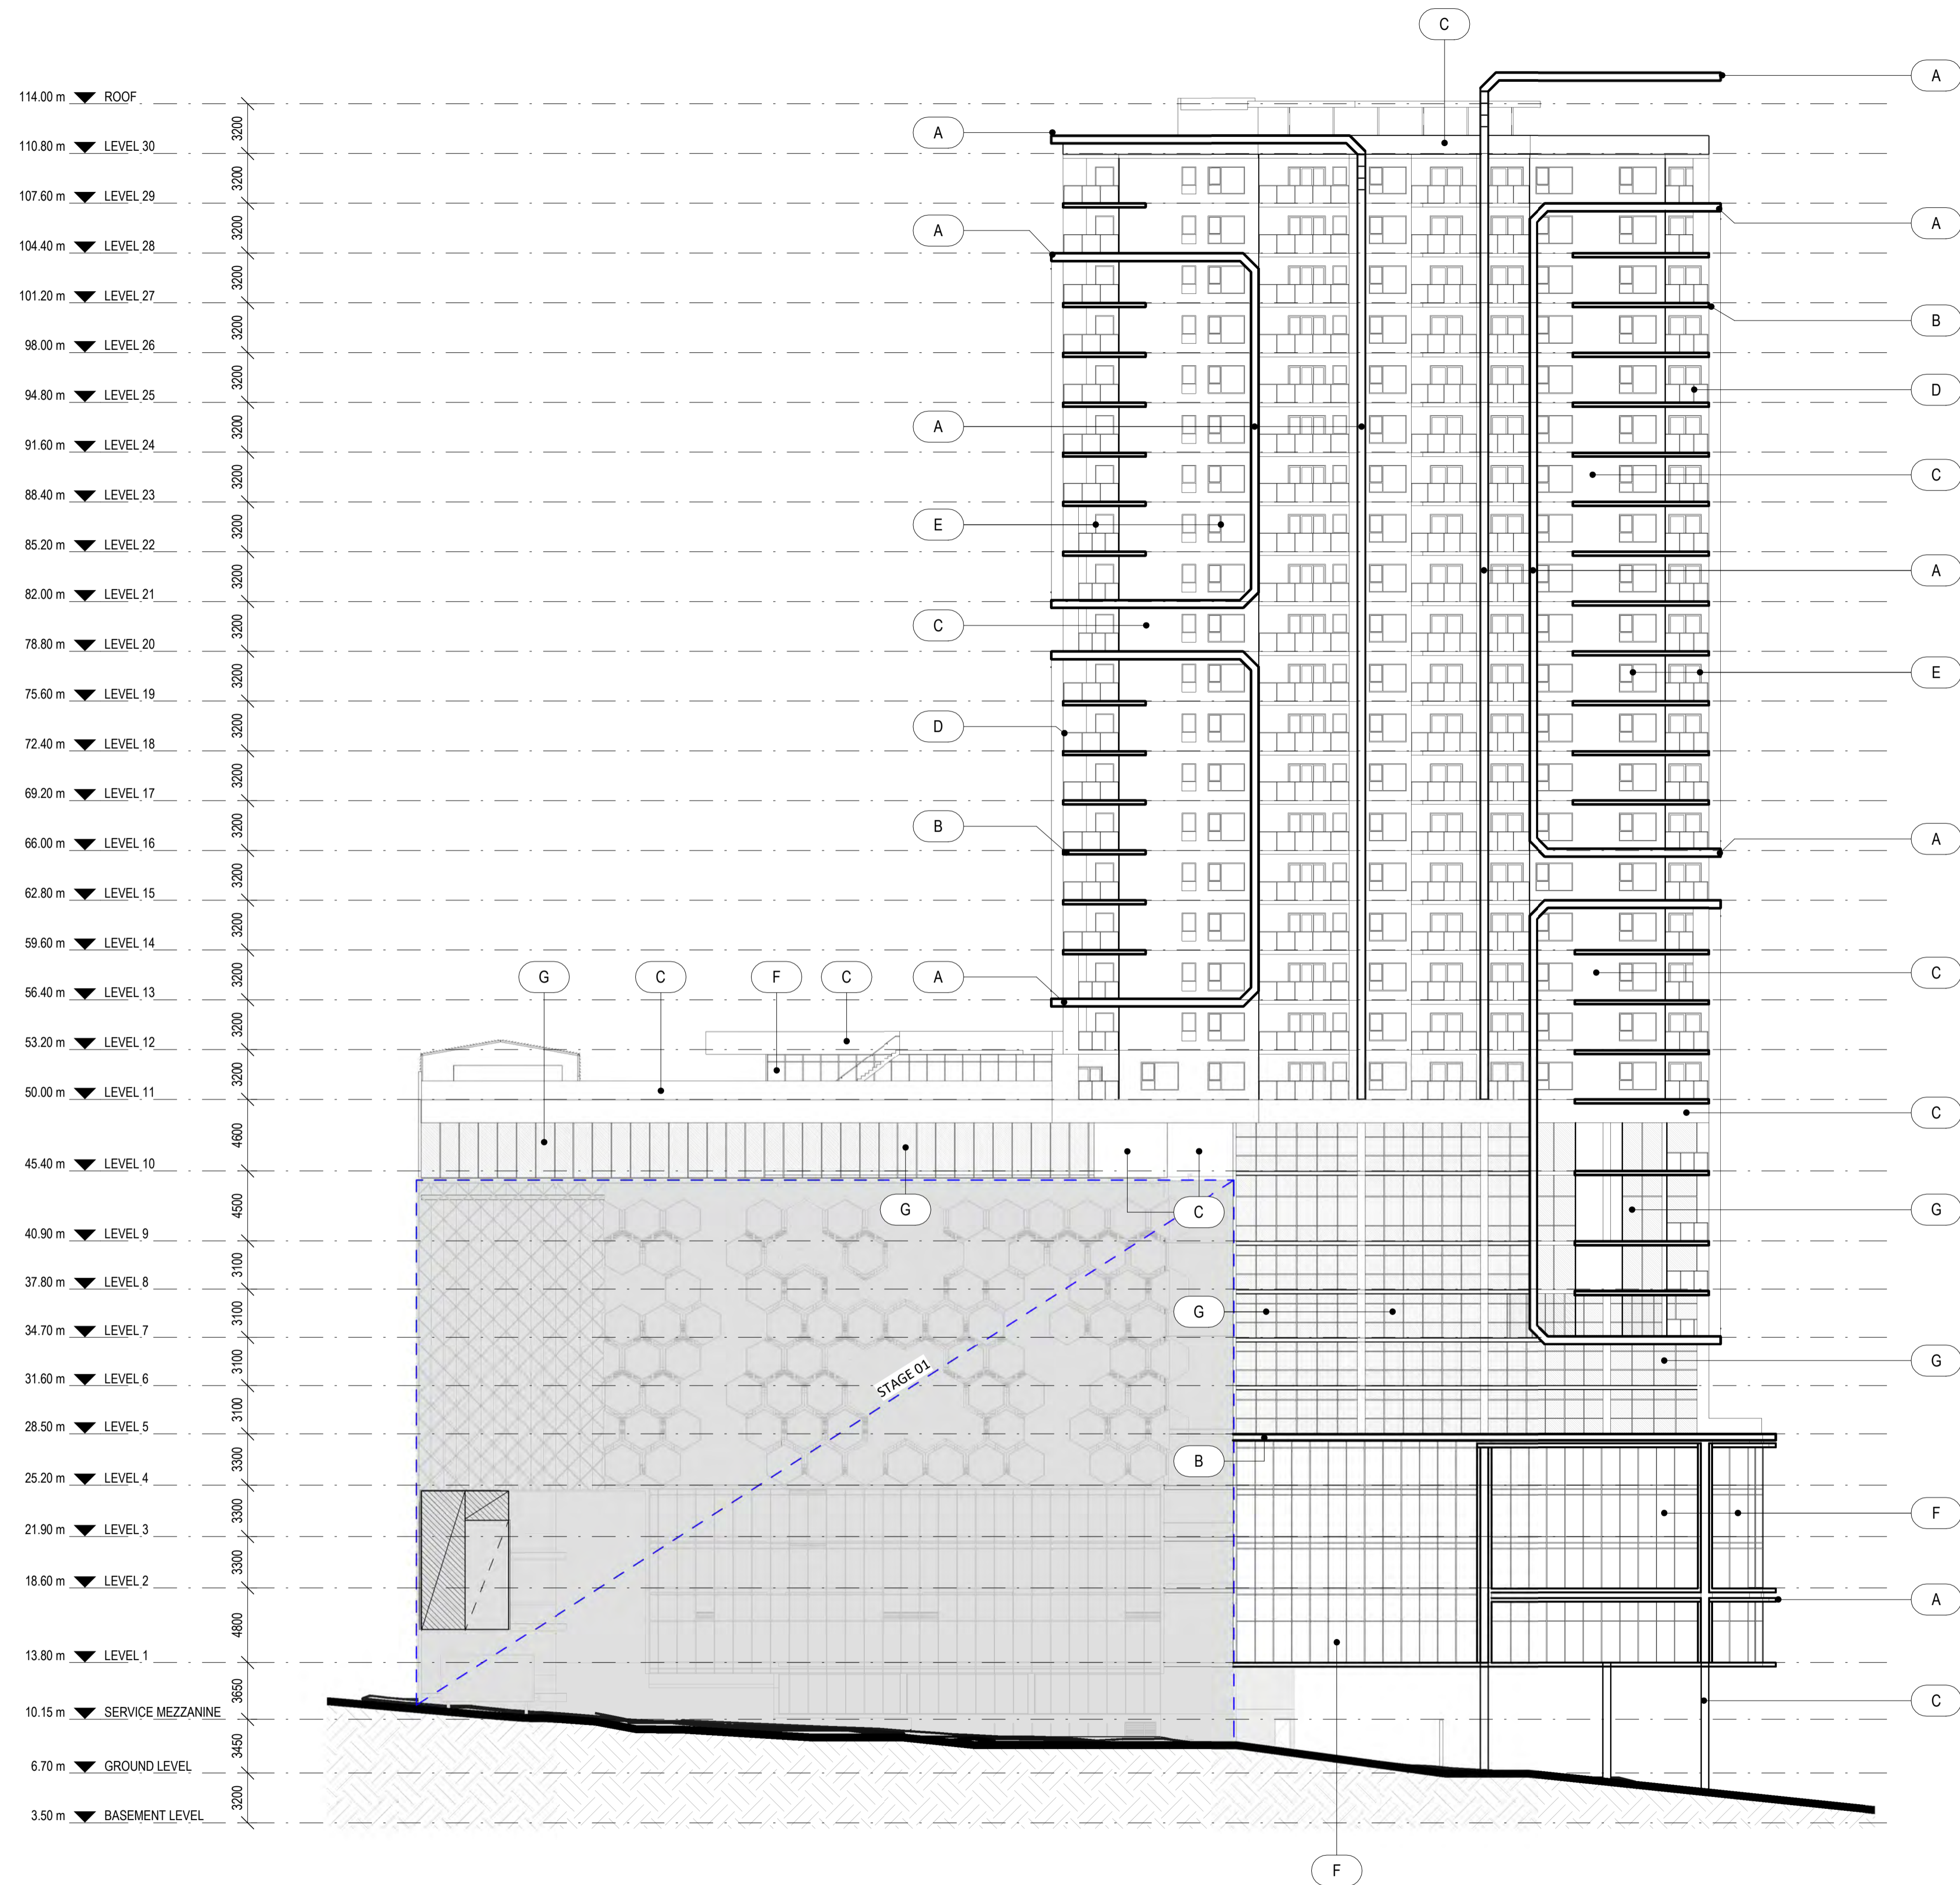 C
A
114.00 m ROOF
3200
A
110.80 m LEVEL 30
3200
107.60 m LEVEL 29
3200
A
A
104.40 m LEVEL 28
3200
101.20 m LEVEL 27
B
3200
98.00 m LEVEL 26
3200
D
94.80 m LEVEL 25
3200
A
91.60 m LEVEL 24
3200
C
88.40 m LEVEL 23
3200
E
85.20 m LEVEL 22
3200
A
82.00 m LEVEL 21
3200
C
78.80 m LEVEL 20
3200
E
75.60 m LEVEL 19
3200
D
72.40 m LEVEL 18
3200
69.20 m LEVEL 17
3200
B
A
66.00 m LEVEL 16
3200
62.80 m LEVEL 15
3200
59.60 m LEVEL 14
3200
G C F C A
C
56.40 m LEVEL 13
3200
53.20 m LEVEL 12
3200
50.00 m LEVEL 11
C
4600
45.40 m LEVEL 10
4500
G C
G
40.90 m LEVEL 9
3100
37.80 m LEVEL 8
3100
G
34.70 m LEVEL 7
3100
STAGE 01
G
31.60 m LEVEL 6
3100
28.50 m LEVEL 5
3300
B
25.20 m LEVEL 4
3300
F
21.90 m LEVEL 3
3300
18.60 m LEVEL 2
A
4800
13.80 m LEVEL 1
3650
C
10.15 m SERVICE MEZZANINE
3450
6.70 m GROUND LEVEL
3200
3.50 m BASEMENT LEVEL
F